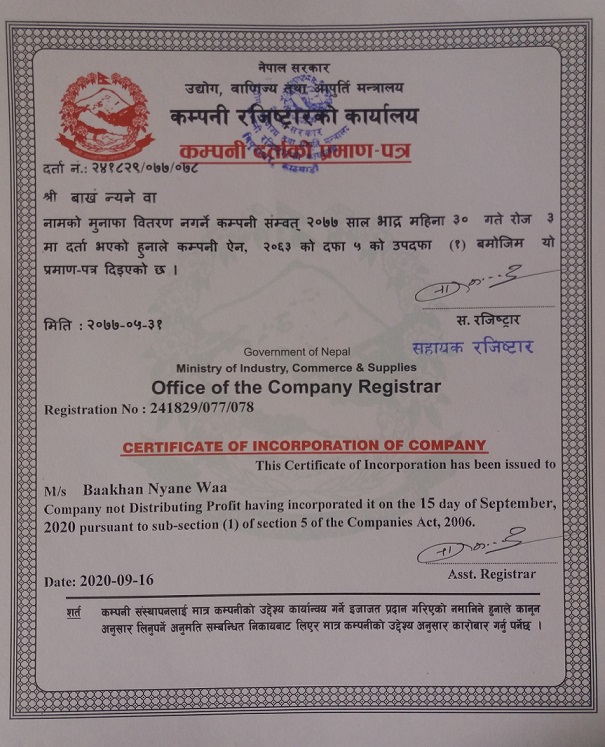 नेपाल सरकार
उद्योग, वाणिज्य तथा आपूर्ति मन्त्रालय
कम्पनी रजिष्ट्रारको कार्यालय
कम्पनी दर्ताको प्रमाण-पत्र
दर्ता नं.: २४१८२९/०७७/०७८
श्री बाखं न्यने वा
नामको मुनाफा वितरण नगर्ने कम्पनी सम्वत् २०७७ साल भाद्र महिना ३० गते रोज ३
मा दर्ता भएको हुनाले कम्पनी ऐन, २०६३ को दफा ५ को उपदफा (१) बमोजिम यो
प्रमाण-पत्र दिइएको छ ।
मिति : २०७७-०५-३१
स. रजिष्ट्रार
सहायक रजिष्टार
Government of Nepal
Ministry of Industry, Commerce & Supplies
Office of the Company Registrar
Registration No : 241829/077/078
CERTIFICATE OF INCORPORATION OF COMPANY
This Certificate of Incorporation has been issued to
M/s Baakhan Nyane Waa
Company not Distributing Profit having incorporated it on the 15 day of September,
2020 pursuant to sub-section (1) of section 5 of the Companies Act, 2006.
Asst. Registrar
Date: 2020-09-16
शर्त कम्पनी संस्थापनलाई मात्र कम्पनीको उद्देश्य कार्यान्वय गर्ने इजाजत प्रदान गरिएको नमानिने हुनाले कानून
अनुसार लिनुपर्ने अनुमति सम्बन्धित निकायबाट लिएर मात्र कम्पनीको उद्देश्य अनुसार कारोबार गर्नु पर्नेछ ।